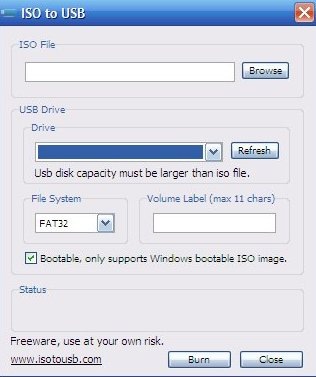 ISO to USB
ISO File
Browse
USB Drive
Drive
Refresh
Usb disk capacity must be larger than iso file.
File System
Volume Label (max 11 chars)
FAT32
Bootable, only supports Windows bootable ISO image.
Status
Freeware, use at your own risk.
www.isotousb.com
Burn
Close